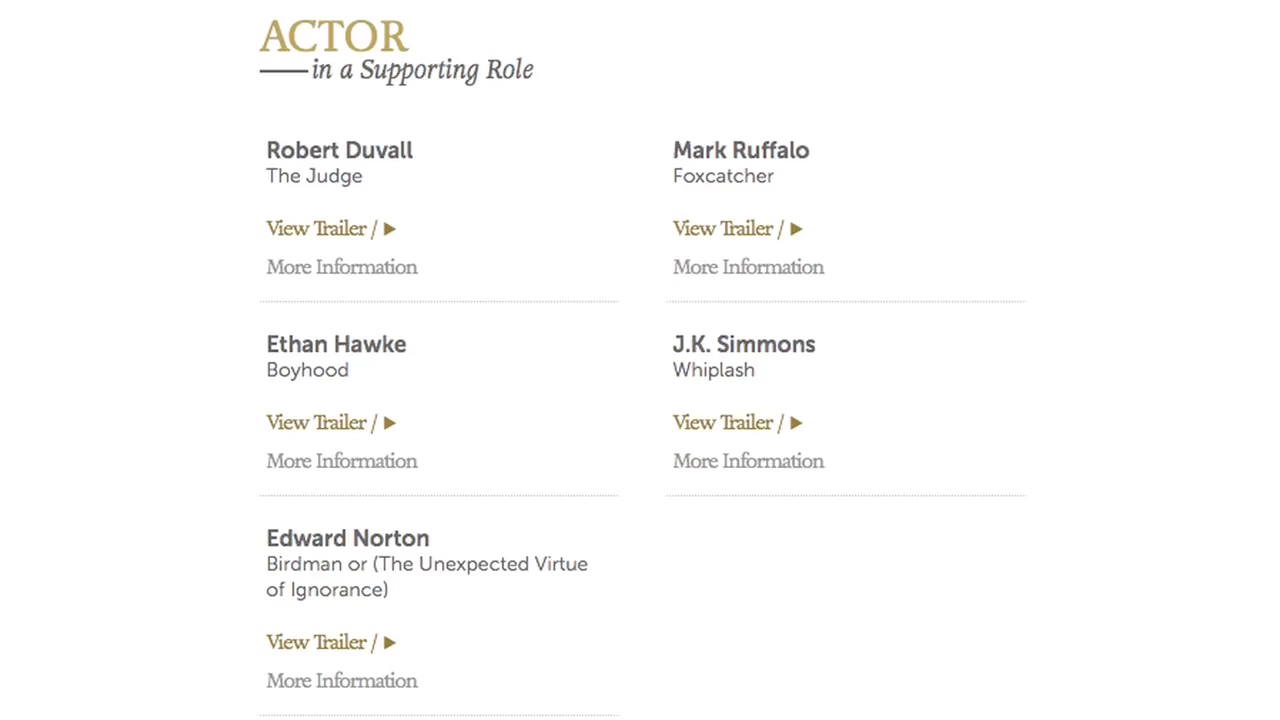 ACTOR
in a Supporting Role
Robert Duvall
The Judge
View Trailer /
More Information
Ethan Hawke
Boyhood
View Trailer /
More Information
Edward Norton
Birdman or (The Unexpected Virtue
of Ignorance)
View Trailer /
More Information
Mark Ruffalo
Foxcatcher
View Trailer /
More Information
J.K. Simmons
Whiplash
View Trailer /
More Information